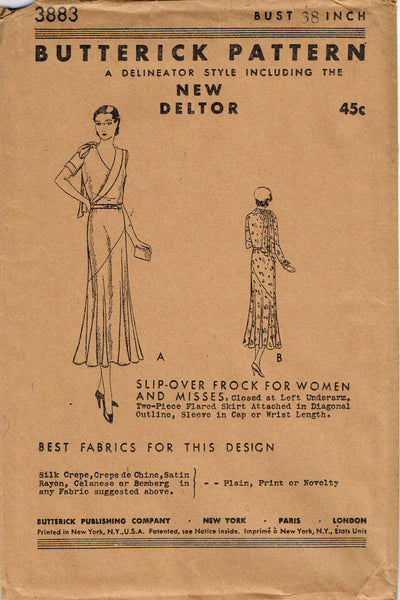 3883 BUST 38 INCH
BUTTERICK PATTERN
A DELINEATOR STYLE INCLUDING THE
NEW
DELTOR 45c
A B
SLIP-OVER FROCK FOR WOMEN
AND MISSES, Closed at Left Underarm,
Two-Piece Flared Skirt Attached in Diagonal
Outline, Sleeve in Cap or Wrist Length.
BEST FABRICS FOR THIS DESIGN
Silk Crepe, Crepe de Chine, Satin
Rayon, Celanese or Bemberg in } -- Plain, Print or Novelty
any Fabric suggested above.
BUTTERICK PUBLISHING COMPANY · NEW YORK · PARIS · LONDON
Printed in New York, N.Y., U.S.A. Patented, see Notice inside. Imprimé à New York, N.Y., États Unis